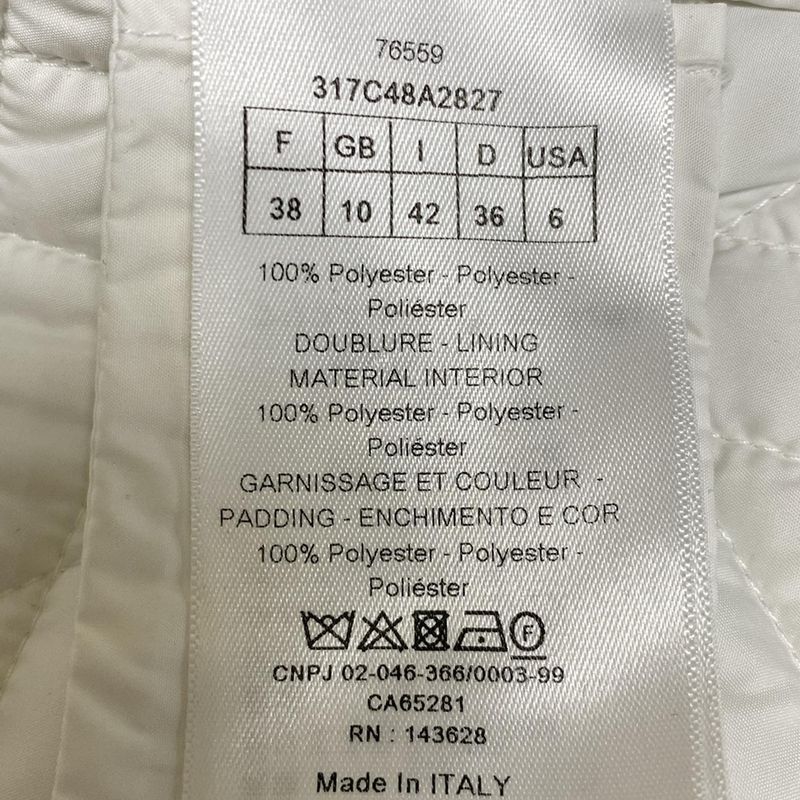 76559
317C48A2827
F GB I D USA
38 10 42 36 6
100% Polyester - Polyester -
Poliéster
DOUBLURE - LINING
MATERIAL INTERIOR
100% Polyester - Polyester -
Poliéster
GARNISSAGE ET COULEUR -
PADDING - ENCHIMENTO E COR
100% Polyester - Polyester -
Poliéster
F
CNPJ 02-046-366/0003-99
CA65281
RN : 143628
Made In ITALY